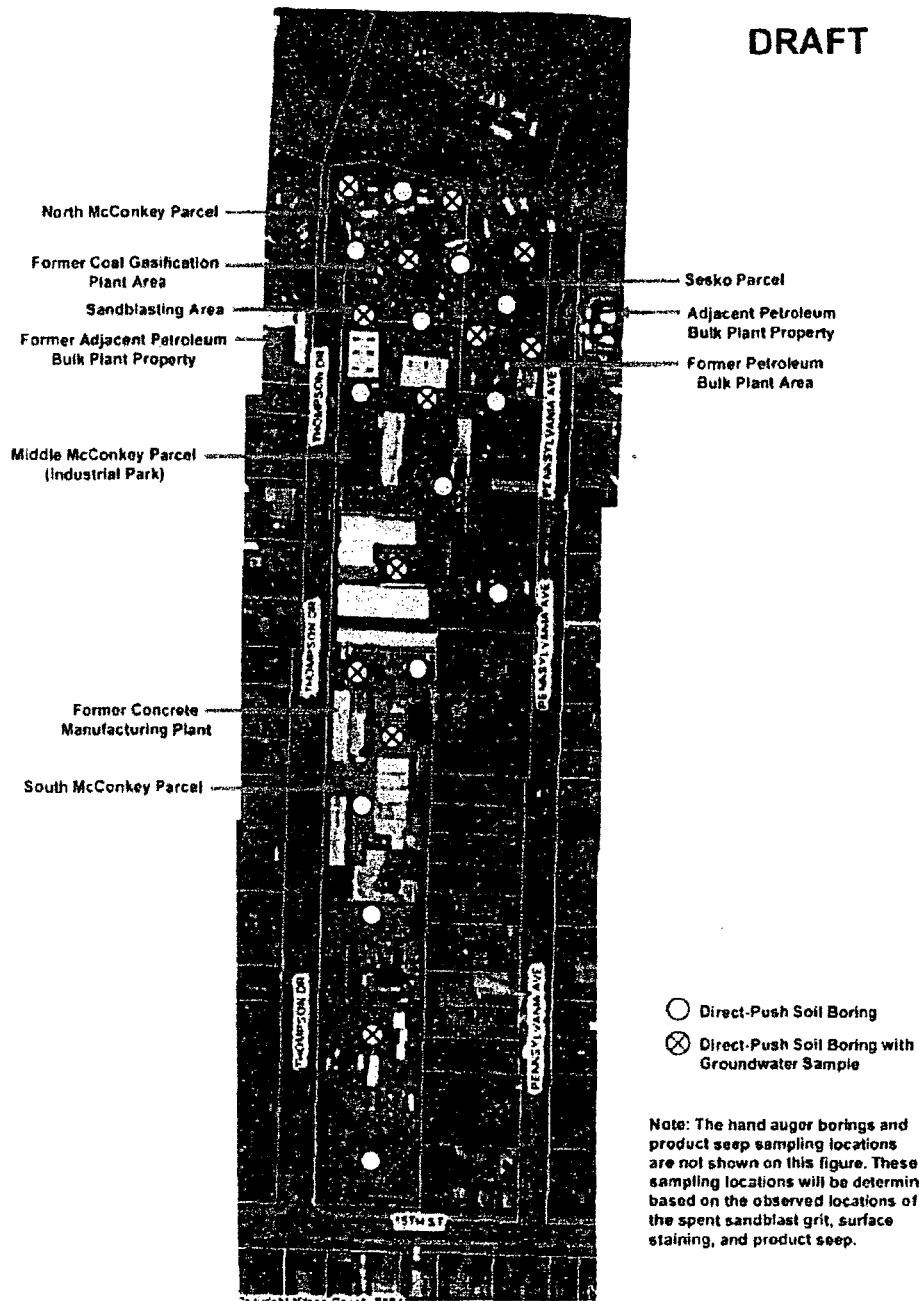 DRAFT
North McConkey Parcel
Former Coal Gasification
Plant Area
Sandblasting Area
Former Adjacent Petroleum
Bulk Plant Property
Middle McConkey Parcel
(Industrial Park)
Former Concrete
Manufacturing Plant
South McConkey Parcel
Sesko Parcel
Adjacent Petroleum
Bulk Plant Property
Former Petroleum
Bulk Plant Area
THOMPSON DR
THOMPSON DR
THOMPSON DR
PENNSYLVANIA AVE
PENNSYLVANIA AVE
PENNSYLVANIA AVE
15TH ST
Direct-Push Soil Boring
Direct-Push Soil Boring with
Groundwater Sample
Note: The hand auger borings and
product seep sampling locations
are not shown on this figure. These
sampling locations will be determin
based on the observed locations of
the spent sandblast grit, surface
staining, and product seep.